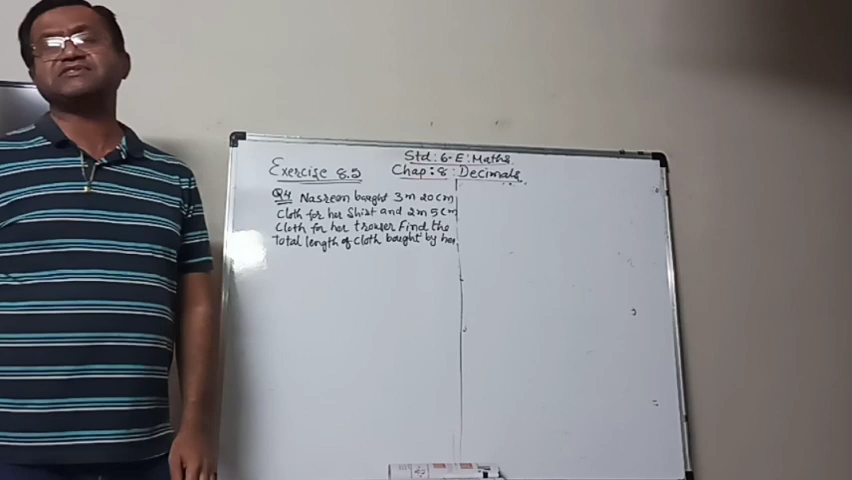 Std: 6-E: Maths.
Exercise 8.5
Chap: 8: Decimals
Q4 Nasreen bought 3m 20cm
Cloth for her Shirt and 2m 5cm
Cloth for her trouser Find the
total length of cloth bought by her